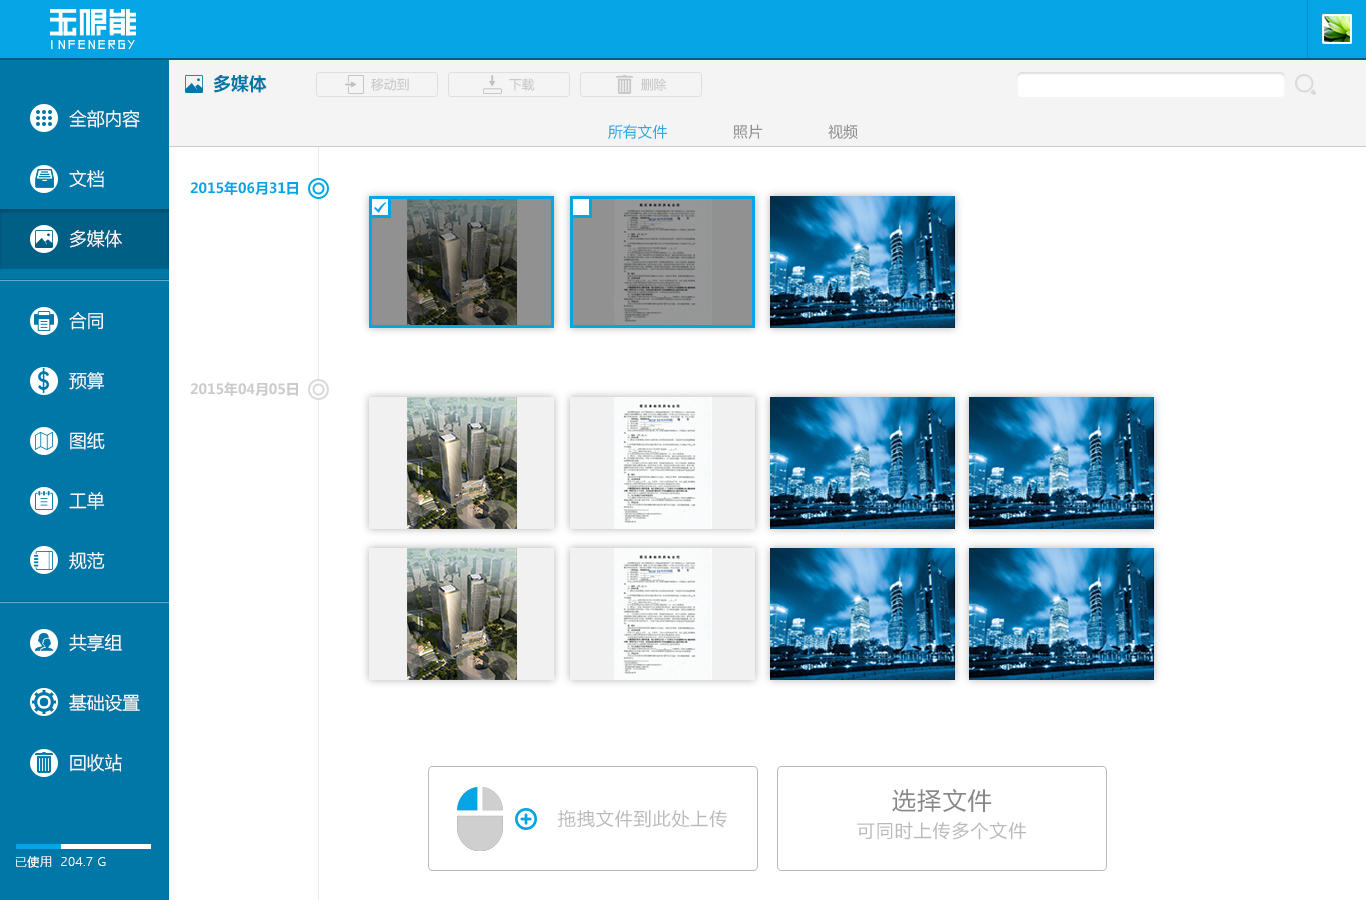 无限能
INFENERGY
全部内容
文档
多媒体
合同
预算
图纸
工单
规范
共享组
基础设置
回收站
已使用 204.7 G
多媒体
移动到
下载
删除
所有文件
照片
视频
2015年06月31日
2015年04月05日
拖拽文件到此处上传
选择文件
可同时上传多个文件